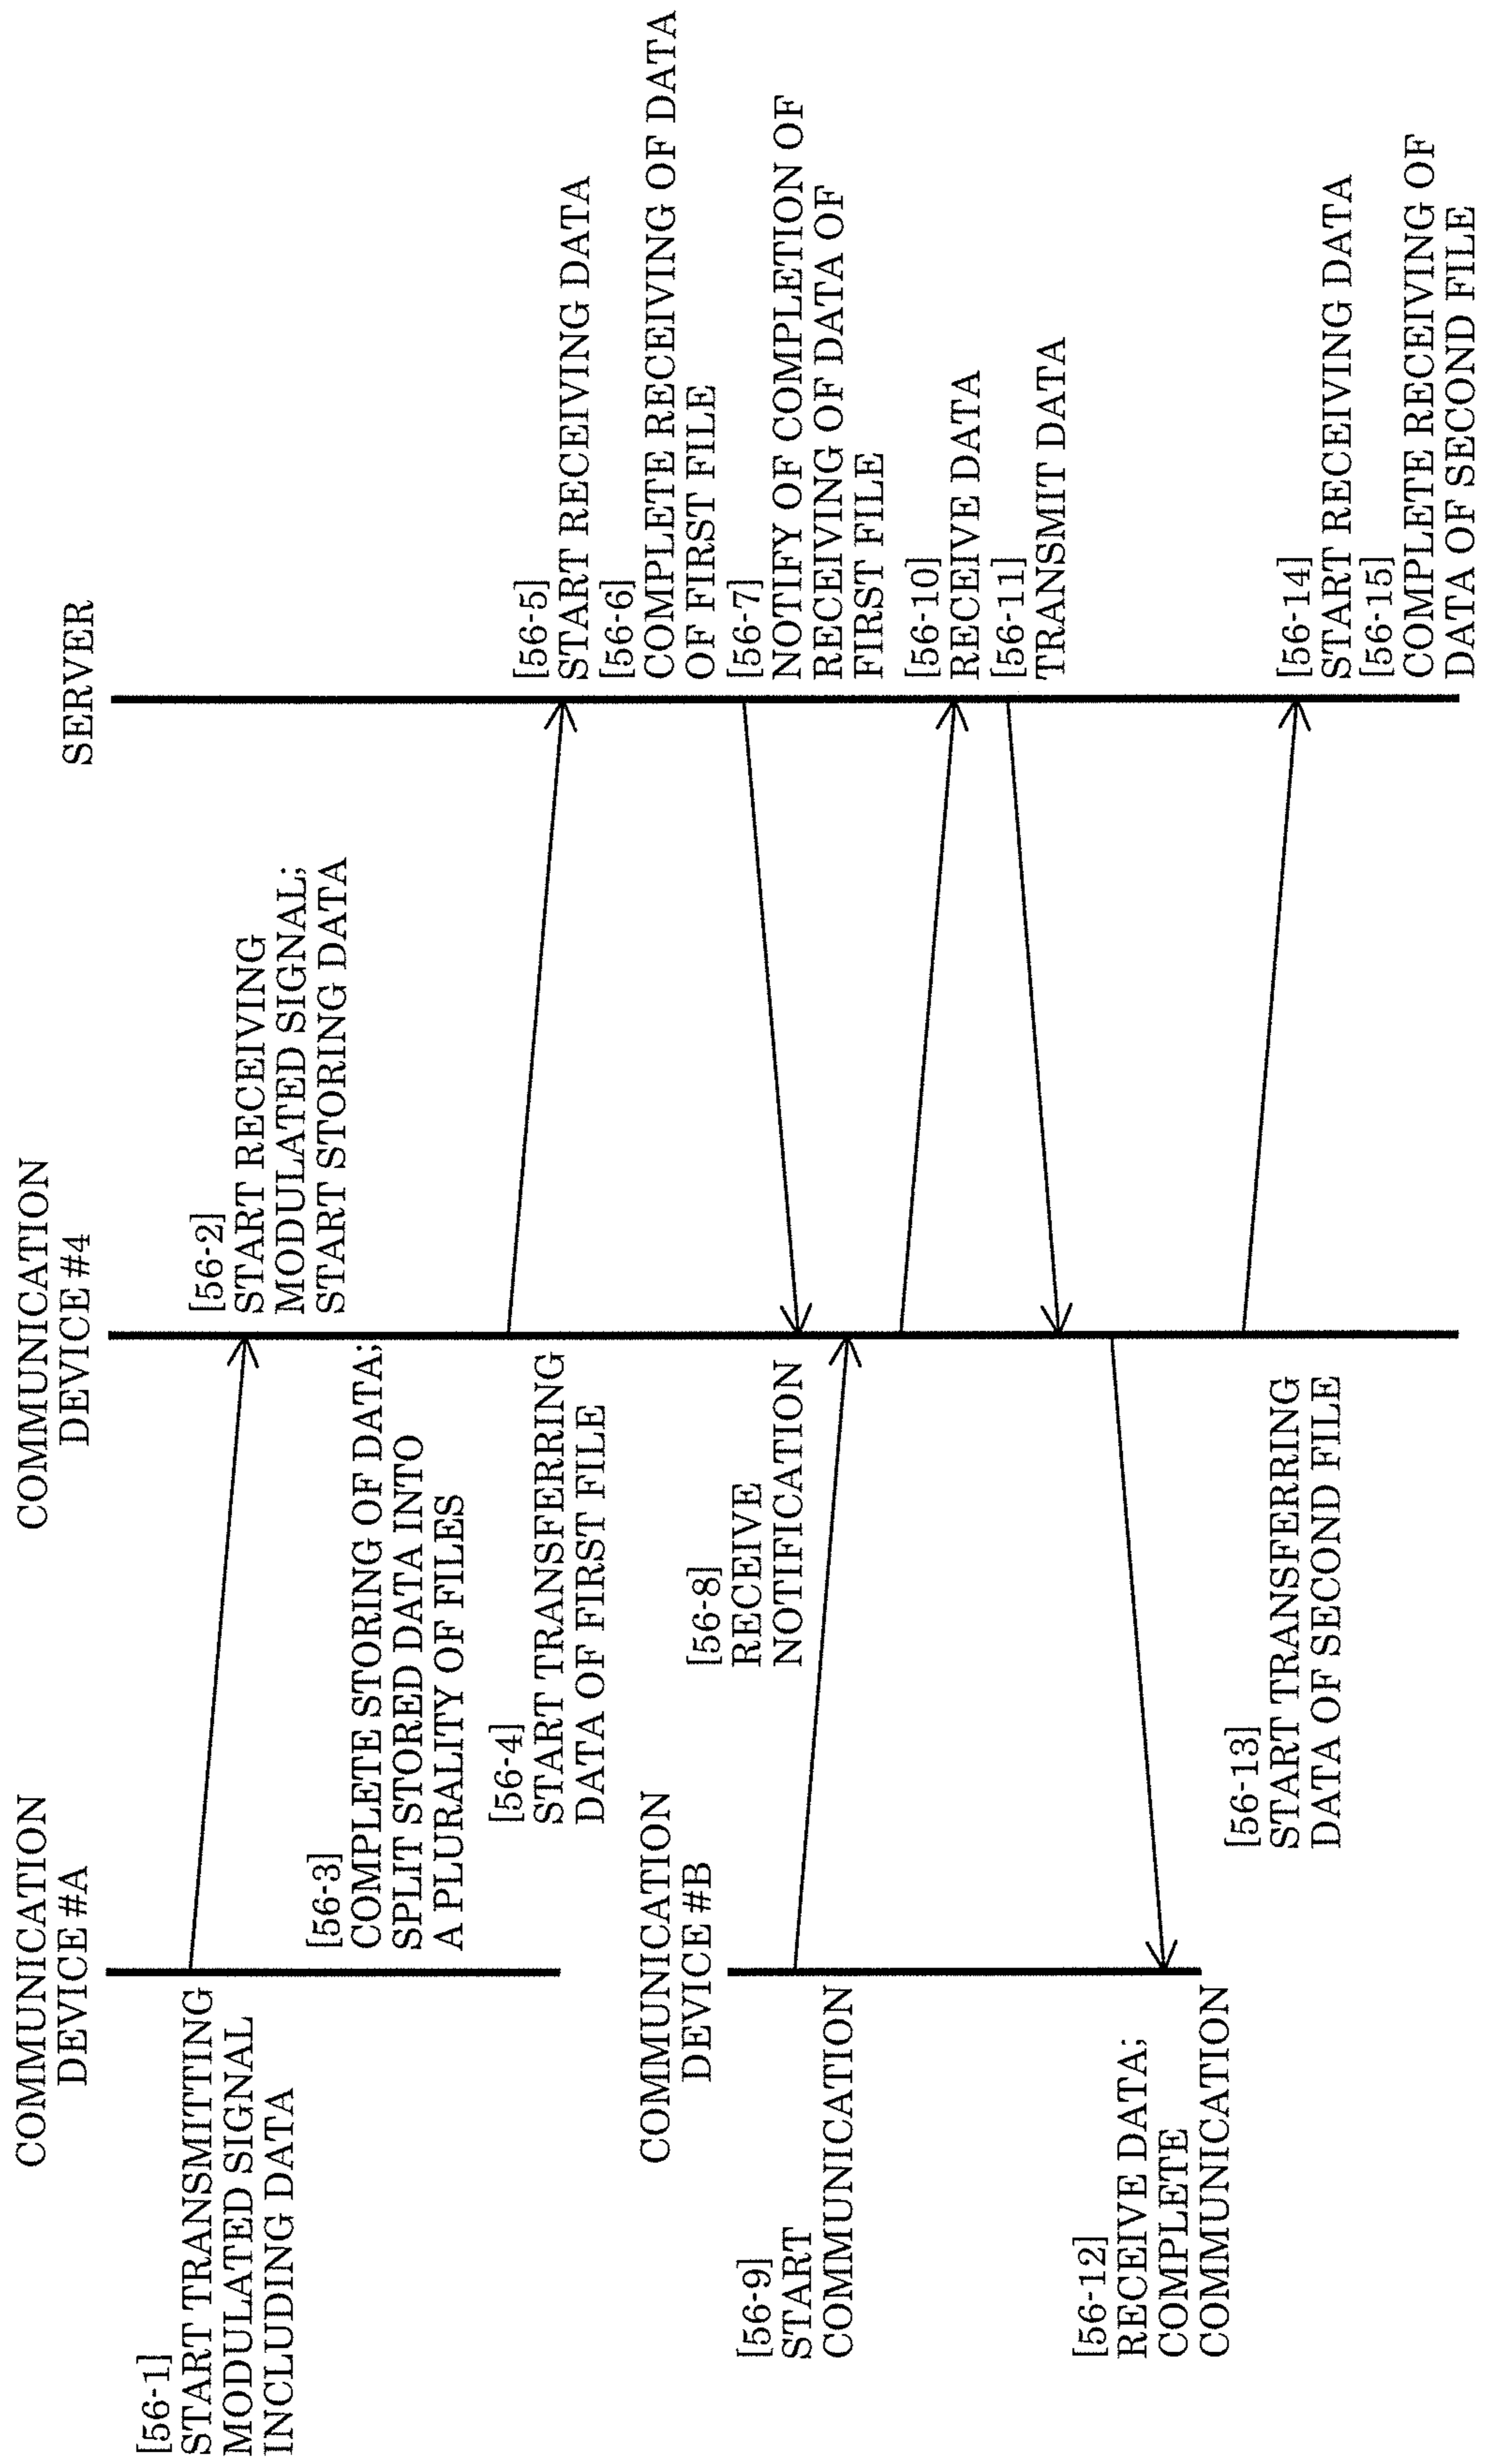 COMMUNICATION
DEVICE #A
COMMUNICATION
DEVICE #4
SERVER
[56-1]
START TRANSMITTING
MODULATED SIGNAL
INCLUDING DATA
[56-2]
START RECEIVING
MODULATED SIGNAL;
START STORING DATA
[56-3]
COMPLETE STORING OF DATA;
SPLIT STORED DATA INTO
A PLURALITY OF FILES
[56-4]
START TRANSFERRING
DATA OF FIRST FILE
[56-5]
START RECEIVING DATA
[56-6]
COMPLETE RECEIVING OF DATA
OF FIRST FILE
[56-7]
NOTIFY OF COMPLETION OF
RECEIVING OF DATA OF
FIRST FILE
COMMUNICATION
DEVICE #B
[56-8]
RECEIVE
NOTIFICATION
[56-9]
START
COMMUNICATION
[56-10]
RECEIVE DATA
[56-11]
TRANSMIT DATA
[56-12]
RECEIVE DATA;
COMPLETE
COMMUNICATION
[56-13]
START TRANSFERRING
DATA OF SECOND FILE
[56-14]
START RECEIVING DATA
[56-15]
COMPLETE RECEIVING OF
DATA OF SECOND FILE